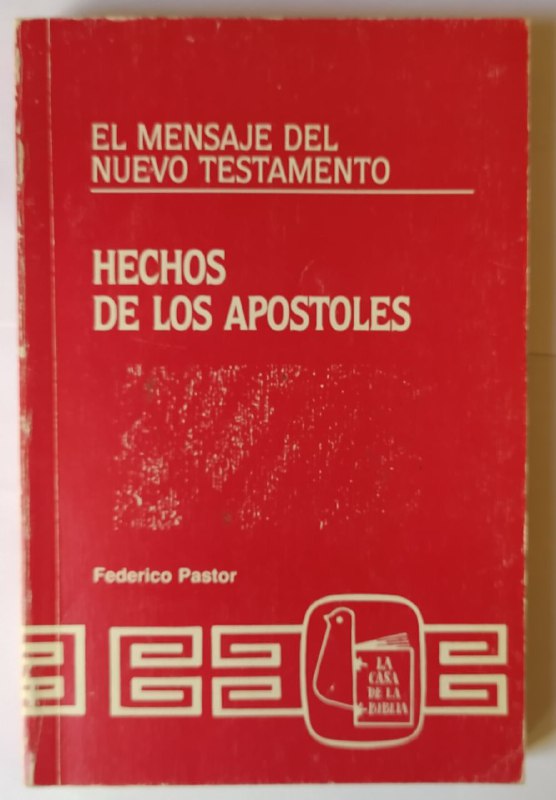 EL MENSAJE DEL
NUEVO TESTAMENTO
HECHOS
DE LOS APOSTOLES
Federico Pastor
LA
CASA
DE LA
BIBLIA